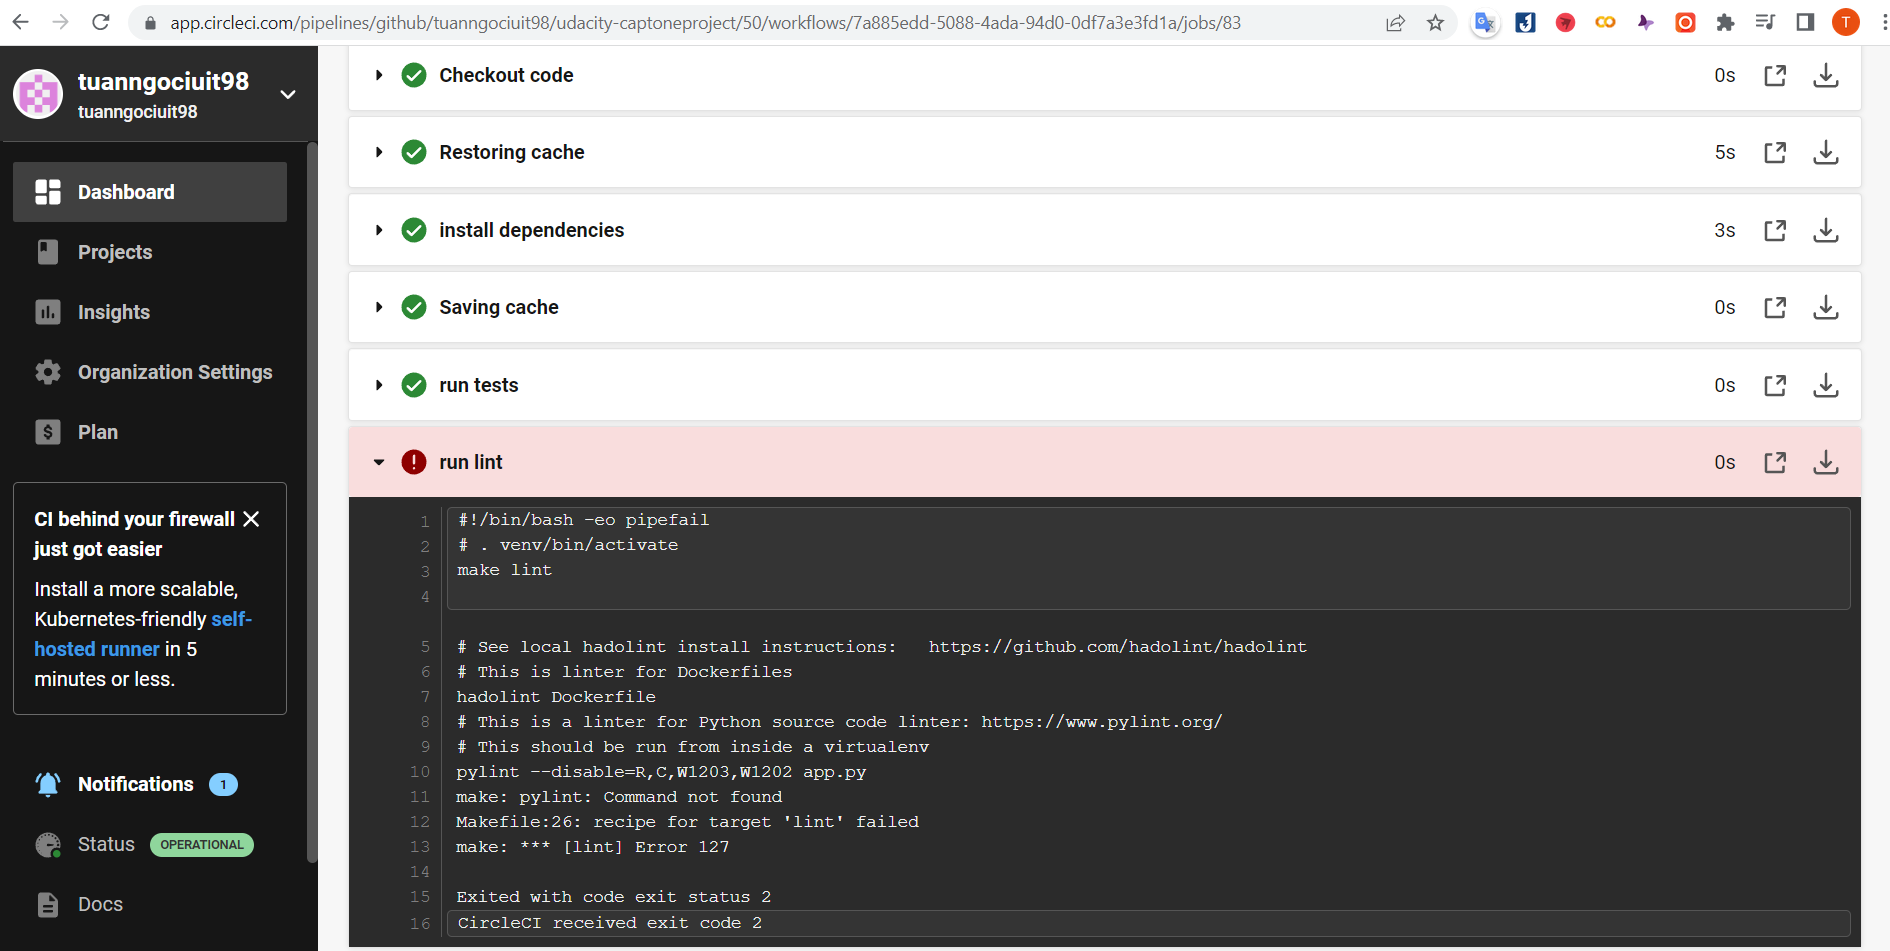 app.circleci.com/pipelines/github/tuanngociuit98/udacity-captoneproject/50/workflows/7a885edd-5088-4ada-94d0-0df7a3e3fd1a/jobs/83
T
tuanngociuit98
tuanngociuit98
Dashboard
Projects
Insights
Organization Settings
Plan
CI behind your firewall
just got easier
Install a more scalable,
Kubernetes-friendly self-
hosted runner in 5
minutes or less.
Notifications 1
Status OPERATIONAL
Docs
Checkout code 0s
Restoring cache 5s
install dependencies 3s
Saving cache 0s
run tests 0s
run lint 0s
1 #!/bin/bash -eo pipefail
2 # . venv/bin/activate
3 make lint
4
5 # See local hadolint install instructions:   https://github.com/hadolint/hadolint
6 # This is linter for Dockerfiles
7 hadolint Dockerfile
8 # This is a linter for Python source code linter: https://www.pylint.org/
9 # This should be run from inside a virtualenv
10 pylint --disable=R,C,W1203,W1202 app.py
11 make: pylint: Command not found
12 Makefile:26: recipe for target 'lint' failed
13 make: *** [lint] Error 127
14
15 Exited with code exit status 2
16 CircleCI received exit code 2